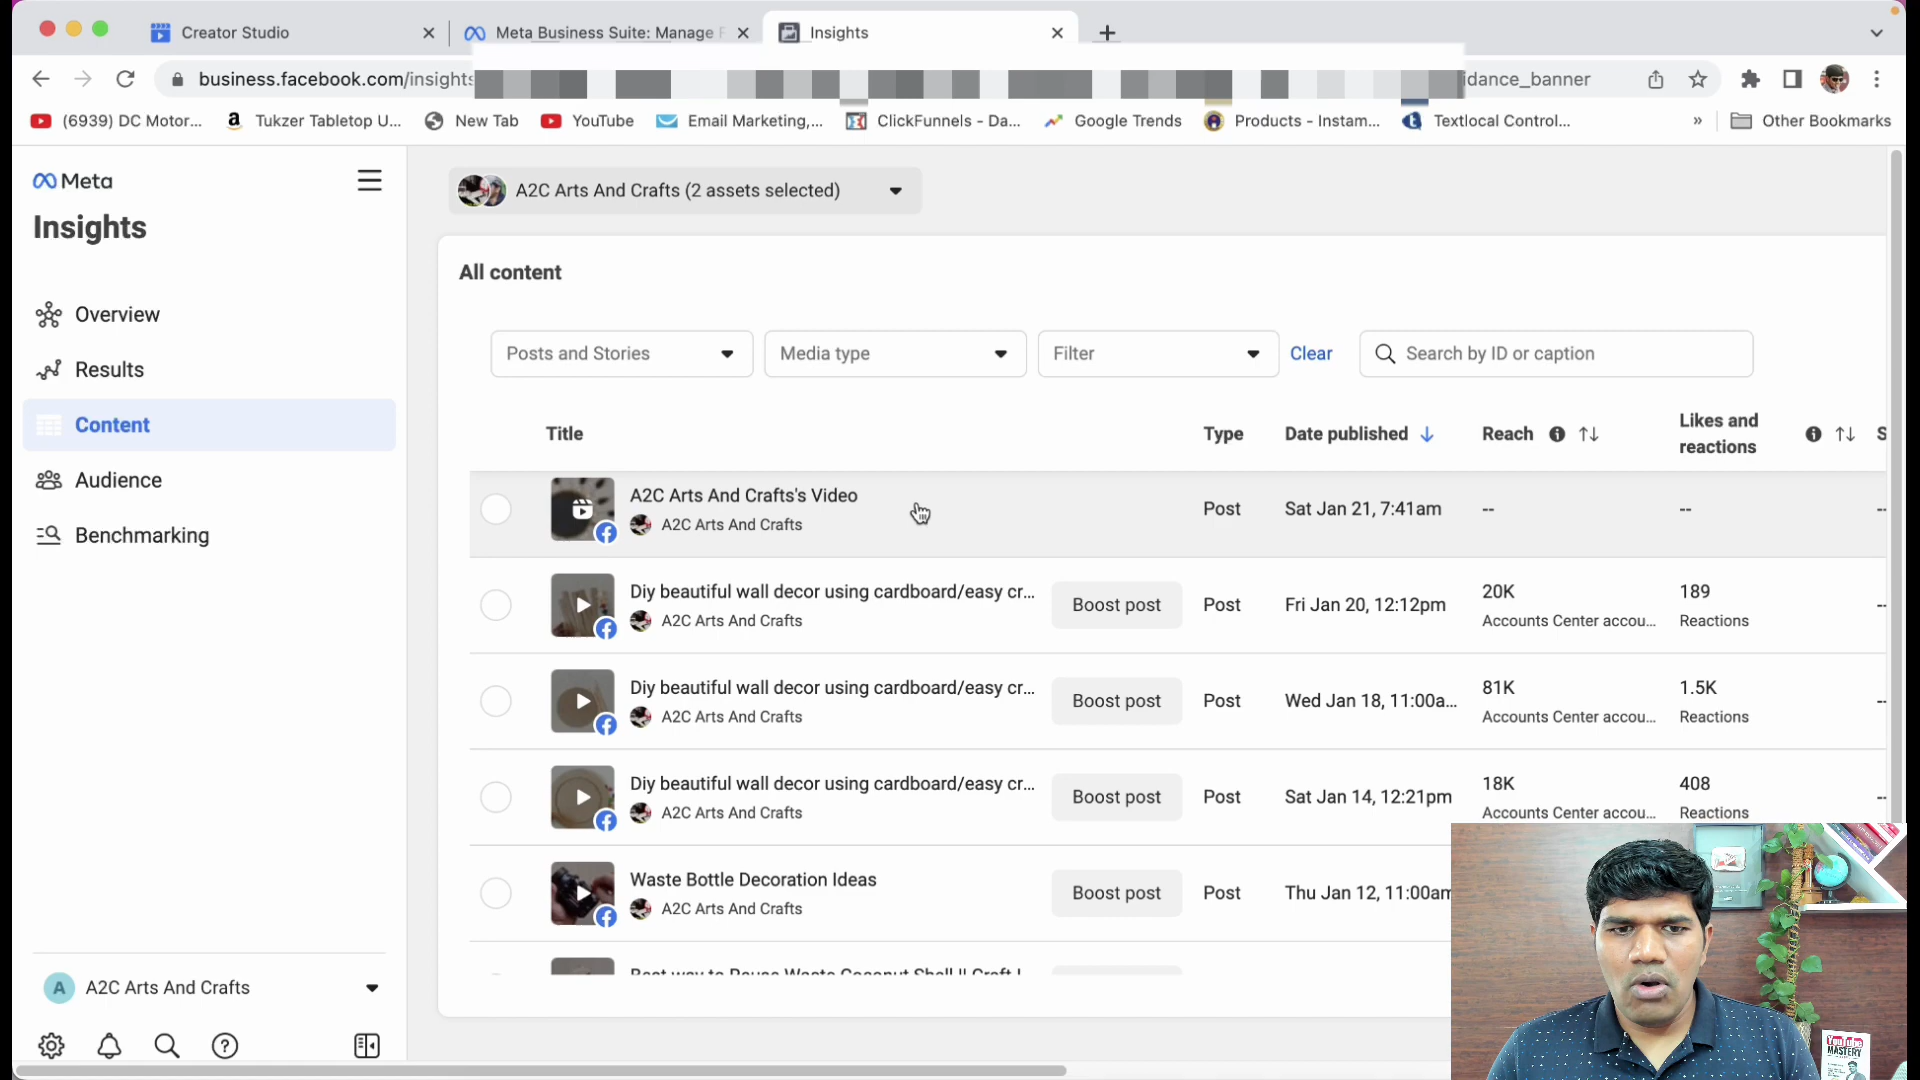 Creator Studio
Meta Business Suite: Manage F
Insights
business.facebook.com/insights
idance_banner
(6939) DC Motor...
Tukzer Tabletop U...
New Tab
YouTube
Email Marketing,...
ClickFunnels - Da...
Google Trends
Products - Instam...
Textlocal Control...
»
Other Bookmarks
Meta
Insights
Overview
Results
Content
Audience
Benchmarking
A
A2C Arts And Crafts
A2C Arts And Crafts (2 assets selected)
All content
Posts and Stories
Media type
Filter
Clear
Search by ID or caption
Title
Type
Date published
Reach
Likes and
reactions
S
A2C Arts And Crafts's Video
A2C Arts And Crafts
Post
Sat Jan 21, 7:41am
--
--
--
Diy beautiful wall decor using cardboard/easy cr...
A2C Arts And Crafts
Boost post
Post
Fri Jan 20, 12:12pm
20K
Accounts Center accou...
189
Reactions
--
Diy beautiful wall decor using cardboard/easy cr...
A2C Arts And Crafts
Boost post
Post
Wed Jan 18, 11:00a...
81K
Accounts Center accou...
1.5K
Reactions
--
Diy beautiful wall decor using cardboard/easy cr...
A2C Arts And Crafts
Boost post
Post
Sat Jan 14, 12:21pm
18K
Accounts Center accou...
408
Reactions
--
Waste Bottle Decoration Ideas
A2C Arts And Crafts
Boost post
Post
Thu Jan 12, 11:00am
Best way to Reuse Waste Coconut Shell || Craft I
YouTube
MASTERY